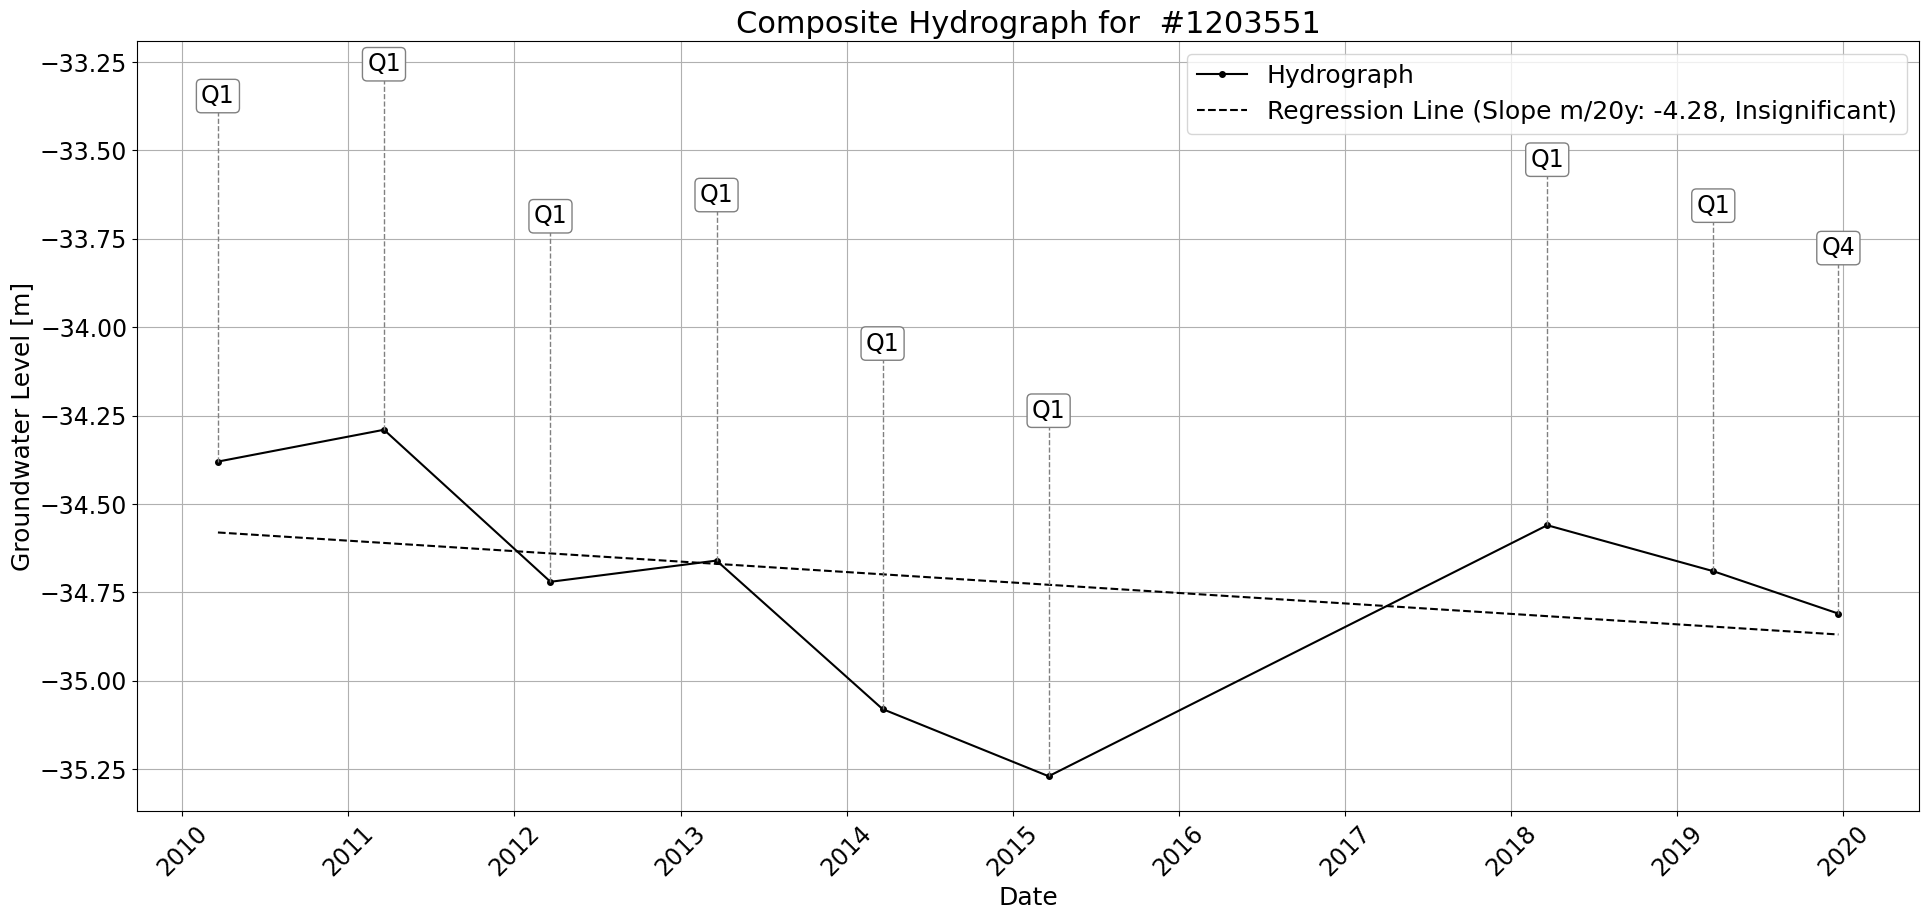 Composite Hydrograph for  #1203551
Hydrograph
Regression Line (Slope m/20y: -4.28, Insignificant)
Groundwater Level [m]
−33.25
−33.50
−33.75
−34.00
−34.25
−34.50
−34.75
−35.00
−35.25
Q1
Q1
Q1
Q1
Q1
Q1
Q1
Q1
Q4
2010
2011
2012
2013
2014
2015
2016
2017
2018
2019
2020
Date